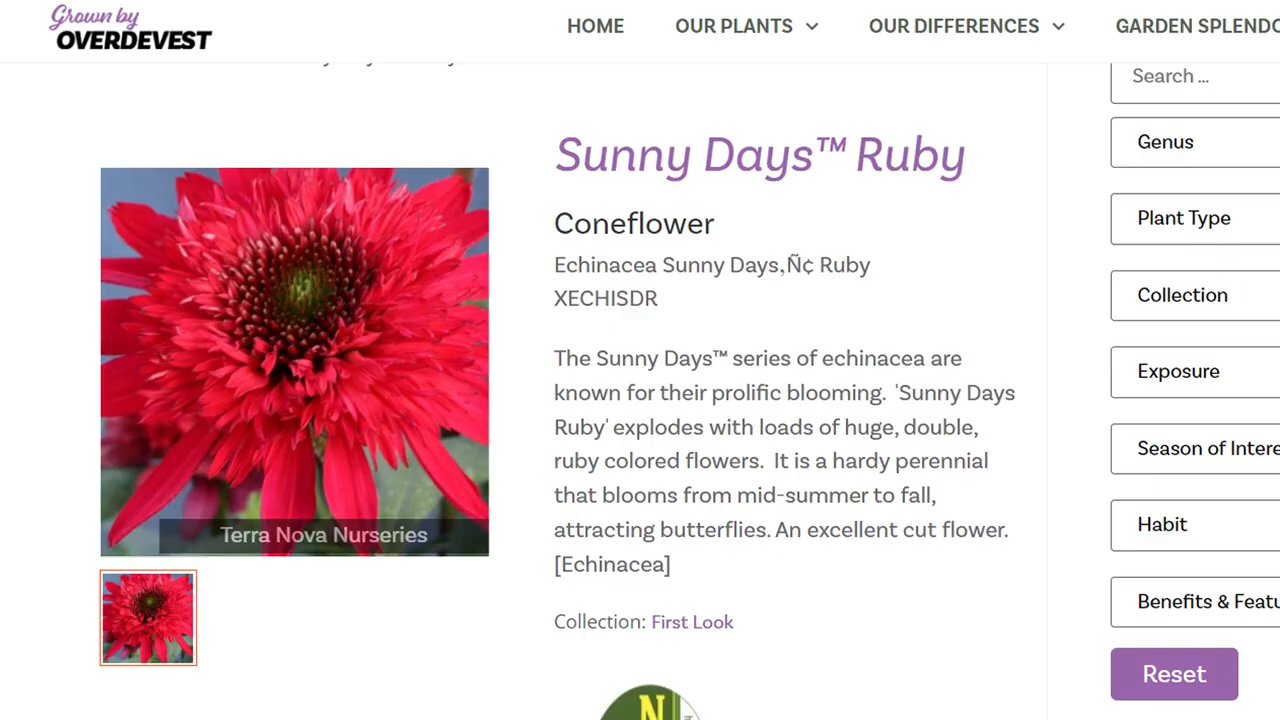 Grown by
OVERDEVEST
HOME
OUR PLANTS
OUR DIFFERENCES
GARDEN SPLENDO
Search ...
Genus
Plant Type
Collection
Exposure
Season of Intere
Habit
Benefits & Featu
Reset
Sunny Days™ Ruby
Coneflower
Echinacea Sunny Days‚Ñ¢ Ruby
XECHISDR
The Sunny Days™ series of echinacea are
known for their prolific blooming. 'Sunny Days
Ruby' explodes with loads of huge, double,
ruby colored flowers. It is a hardy perennial
that blooms from mid-summer to fall,
attracting butterflies. An excellent cut flower.
[Echinacea]
Collection: First Look
Terra Nova Nurseries
N